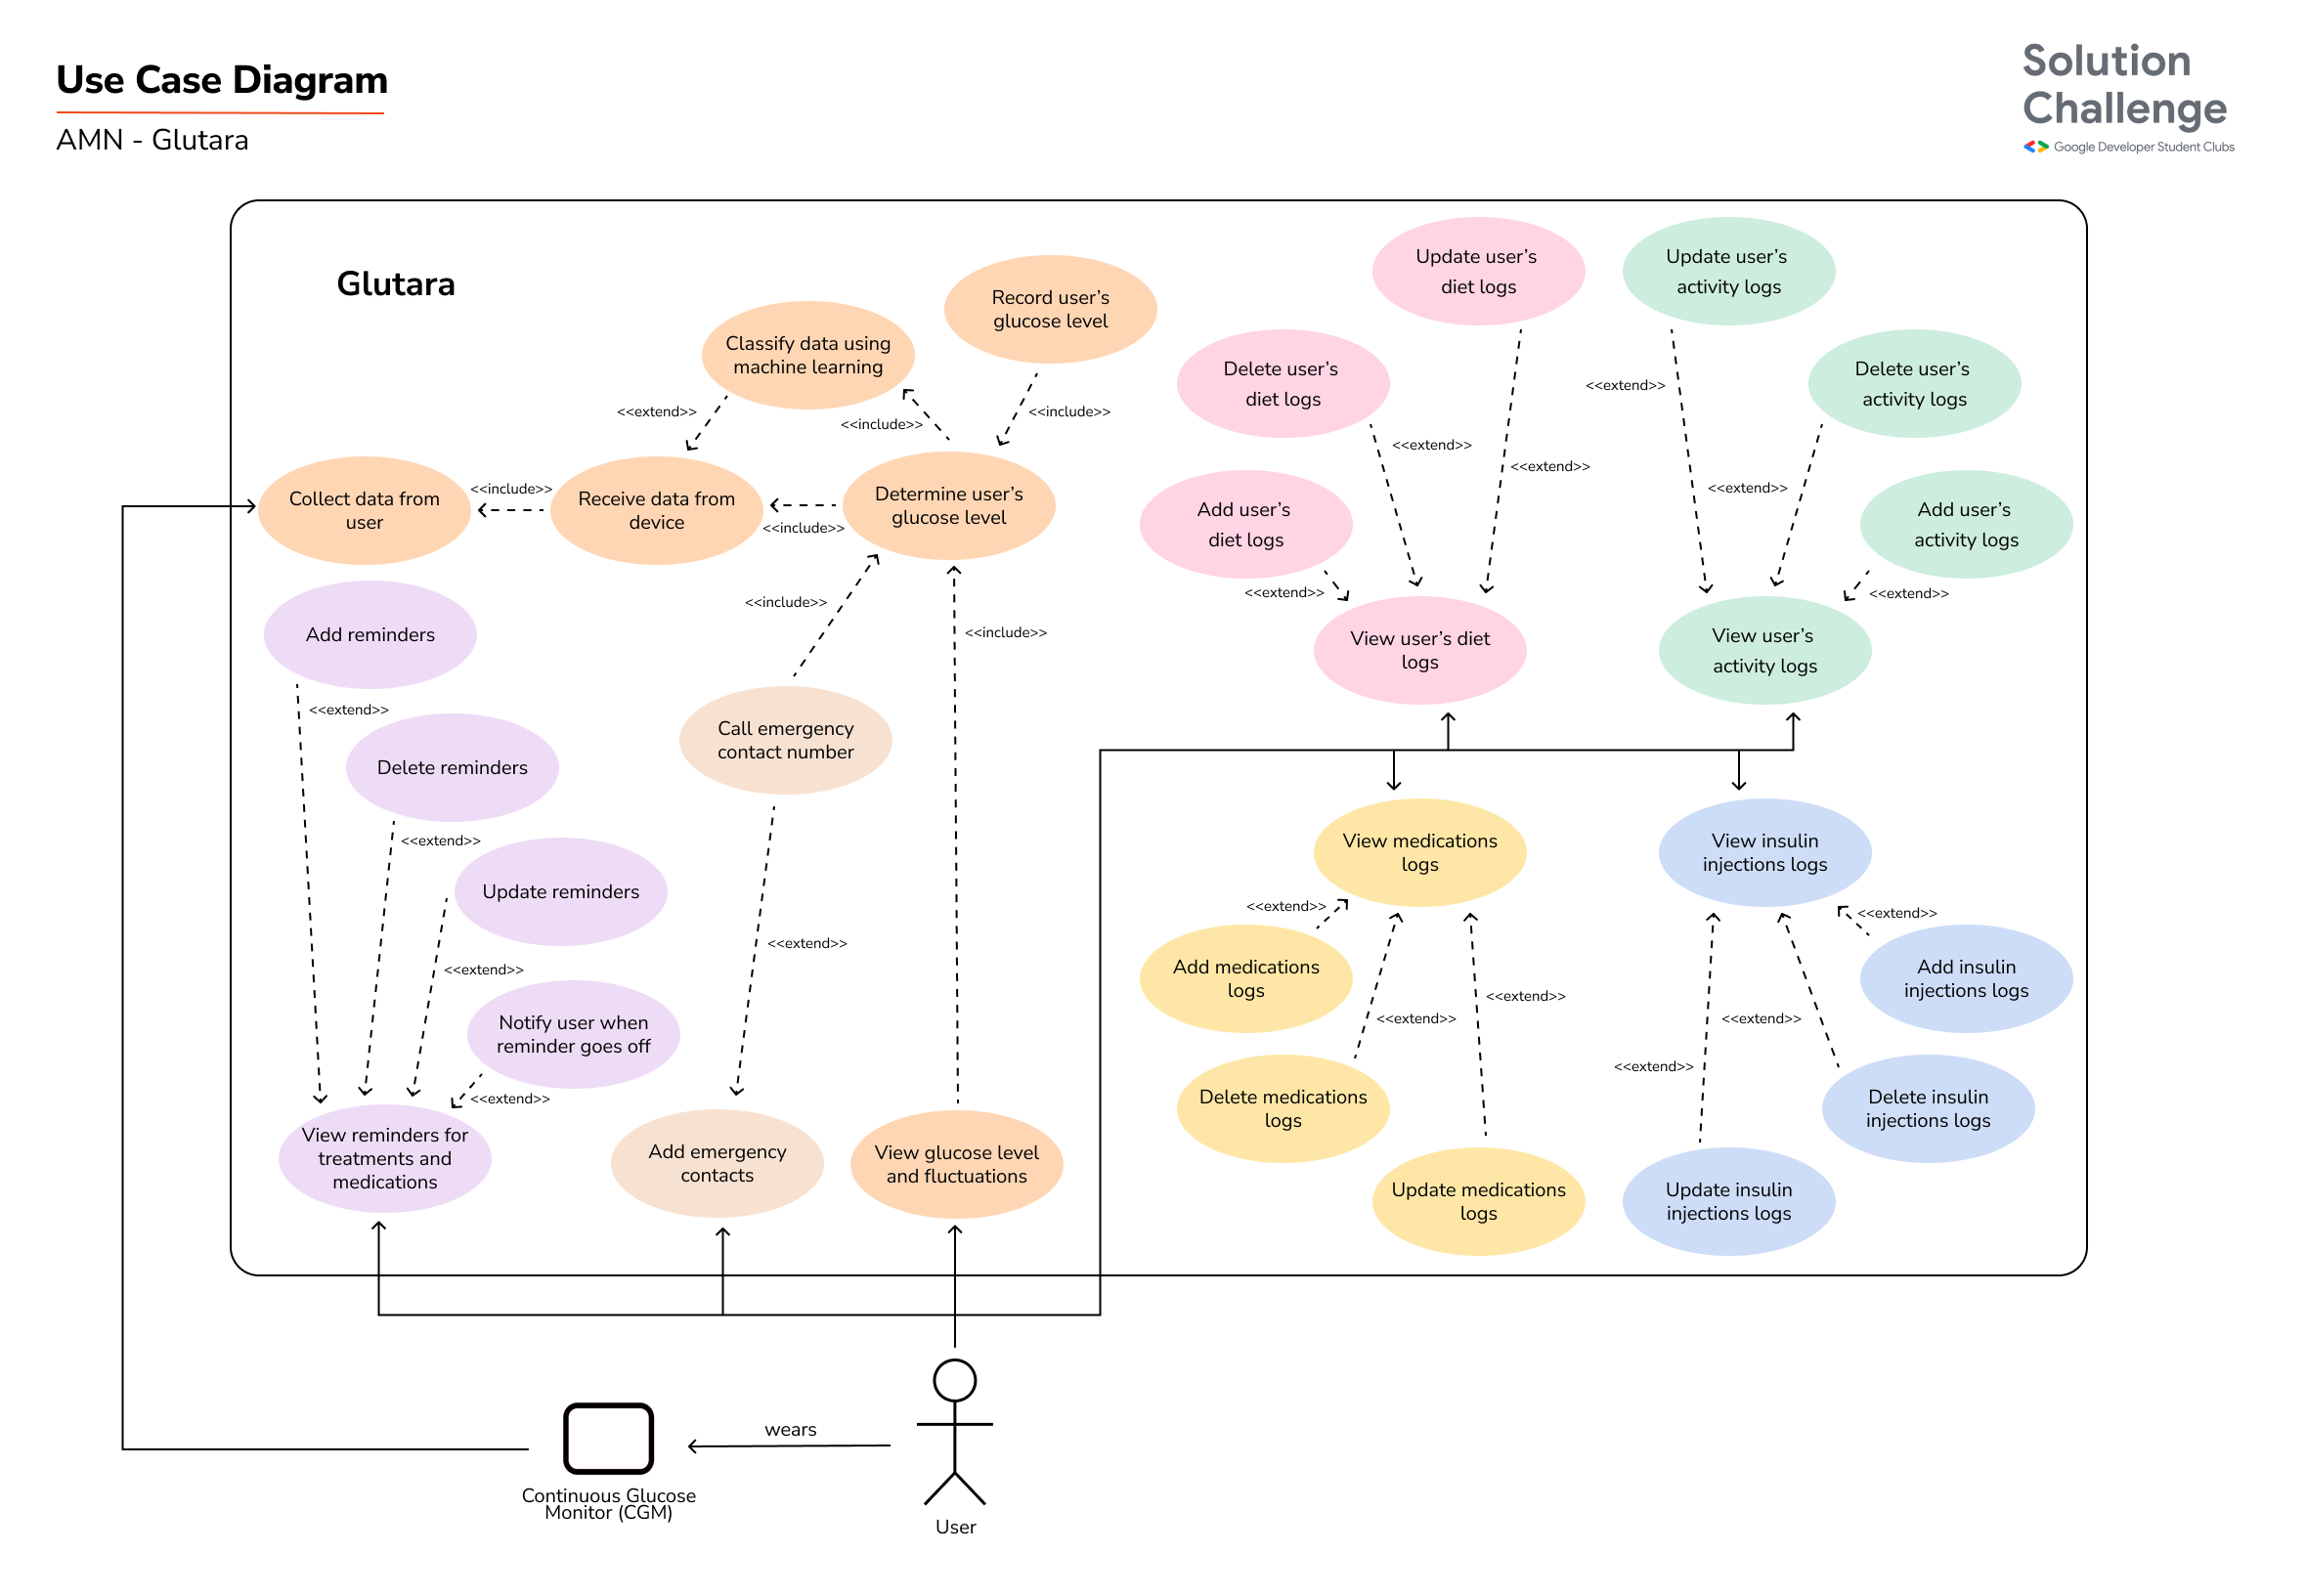 Use Case Diagram
AMN - Glutara
Solution
Challenge
Google Developer Student Clubs
Glutara
Record user's
glucose level
Classify data using
machine learning
<<extend>>
<<include>>
<<include>>
Collect data from
user
<<include>>
Receive data from
device
<<include>>
Determine user's
glucose level
<<include>>
<<include>>
Add reminders
<<extend>>
Delete reminders
<<extend>>
Update reminders
<<extend>>
Notify user when
reminder goes off
<<extend>>
View reminders for
treatments and
medications
Call emergency
contact number
<<extend>>
Add emergency
contacts
View glucose level
and fluctuations
Update user's
diet logs
Delete user's
diet logs
<<extend>>
<<extend>>
Add user's
diet logs
<<extend>>
View user's diet
logs
Update user's
activity logs
<<extend>>
Delete user's
activity logs
<<extend>>
Add user's
activity logs
<<extend>>
View user's
activity logs
View medications
logs
<<extend>>
Add medications
logs
<<extend>>
<<extend>>
Delete medications
logs
Update medications
logs
View insulin
injections logs
<<extend>>
Add insulin
injections logs
<<extend>>
<<extend>>
Delete insulin
injections logs
Update insulin
injections logs
wears
Continuous Glucose
Monitor (CGM)
User